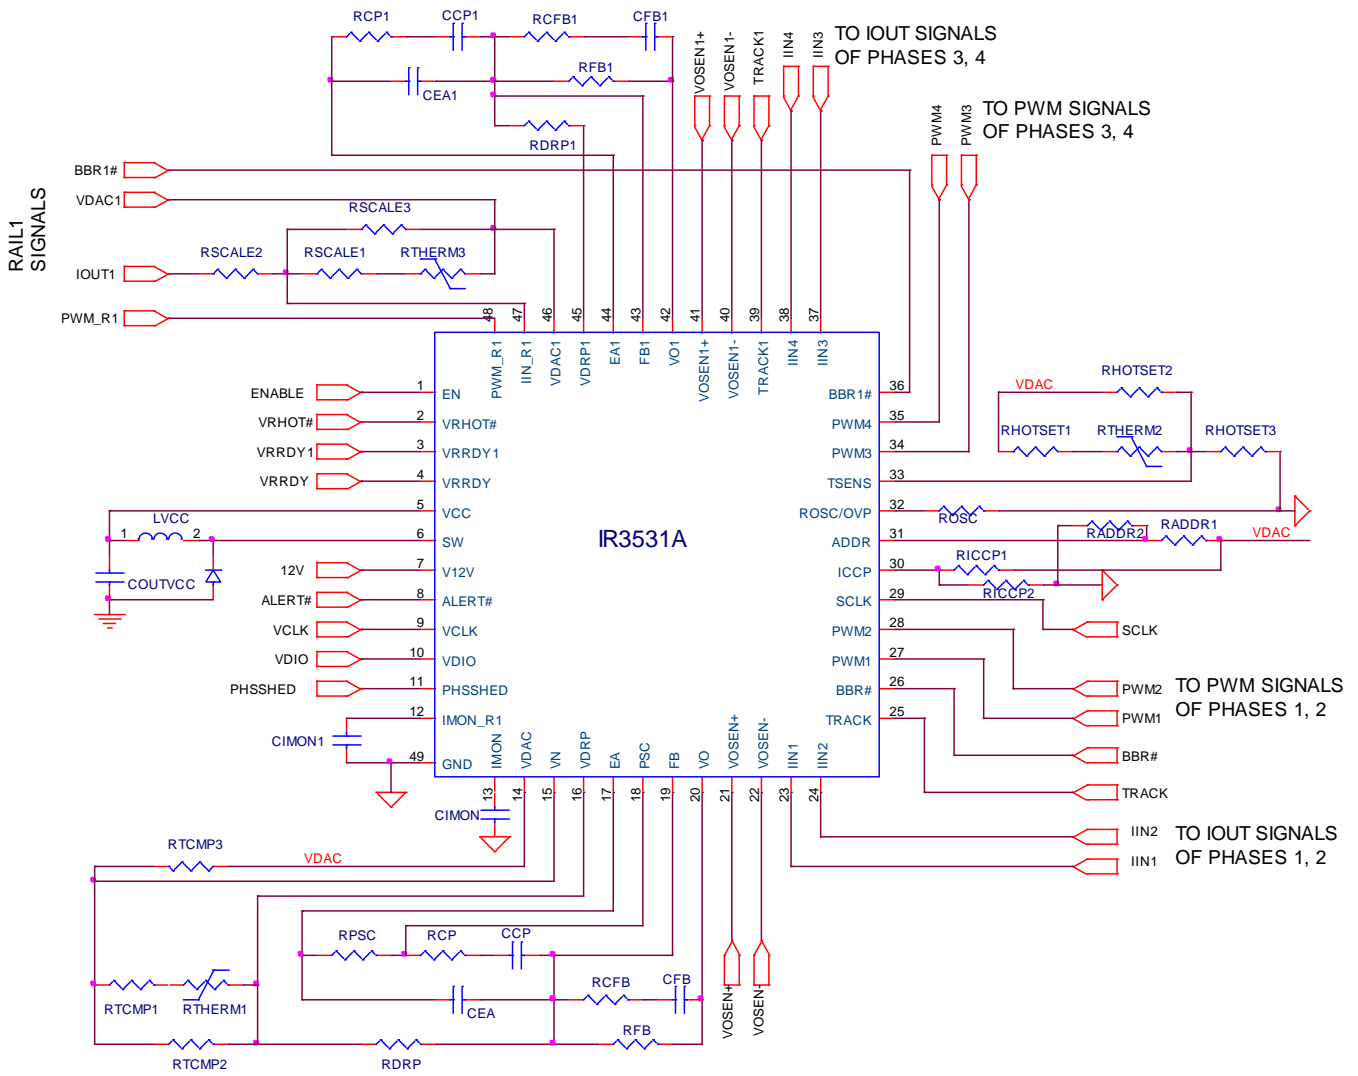 RCP1 CCP1 RCFB1 CFB1
CEA1 RFB1
RDRP1
VOSEN1+
VOSEN1-
TRACK1
IIN4
IIN3
TO IOUT SIGNALS
OF PHASES 3, 4
PWM4
PWM3
TO PWM SIGNALS
OF PHASES 3, 4
RAIL1
SIGNALS
BBR1#
VDAC1
IOUT1
PWM_R1
RSCALE3
RSCALE2 RSCALE1 RTHERM3
48 47 46 45 44 43 42 41 40 39 38 37
PWM_R1
IIN_R1
VDAC1
VDRP1
EA1
FB1
VO1
VOSEN1+
VOSEN1-
TRACK1
IIN4
IIN3
ENABLE 1 EN
VRHOT# 2 VRHOT#
VRRDY1 3 VRRDY1
VRRDY 4 VRRDY
5 VCC
6 SW
12V 7 V12V
ALERT# 8 ALERT#
VCLK 9 VCLK
VDIO 10 VDIO
PHSSHED 11 PHSSHED
12 IMON_R1
49 GND
LVCC
1 2
COUTVCC
CIMON1
IR3531A
BBR1# 36
PWM4 35
PWM3 34
TSENS 33
ROSC/OVP 32
ADDR 31
ICCP 30
SCLK 29
PWM2 28
PWM1 27
BBR# 26
TRACK 25
VDAC
RHOTSET2
RHOTSET1 RTHERM2 RHOTSET3
ROSC
RADDR2
RADDR1
VDAC
RICCP1
RICCP2
SCLK
PWM2
PWM1
TO PWM SIGNALS
OF PHASES 1, 2
BBR#
TRACK
IIN2
IIN1
TO IOUT SIGNALS
OF PHASES 1, 2
IMON
VDAC
VN
VDRP
EA
PSC
FB
VO
VOSEN+
VOSEN-
IIN1
IIN2
13 14 15 16 17 18 19 20 21 22 23 24
CIMON
RTCMP3
VDAC
RPSC RCP CCP
RTCMP1 RTHERM1
CEA
RCFB CFB
RTCMP2
RDRP
RFB
VOSEN+
VOSEN-